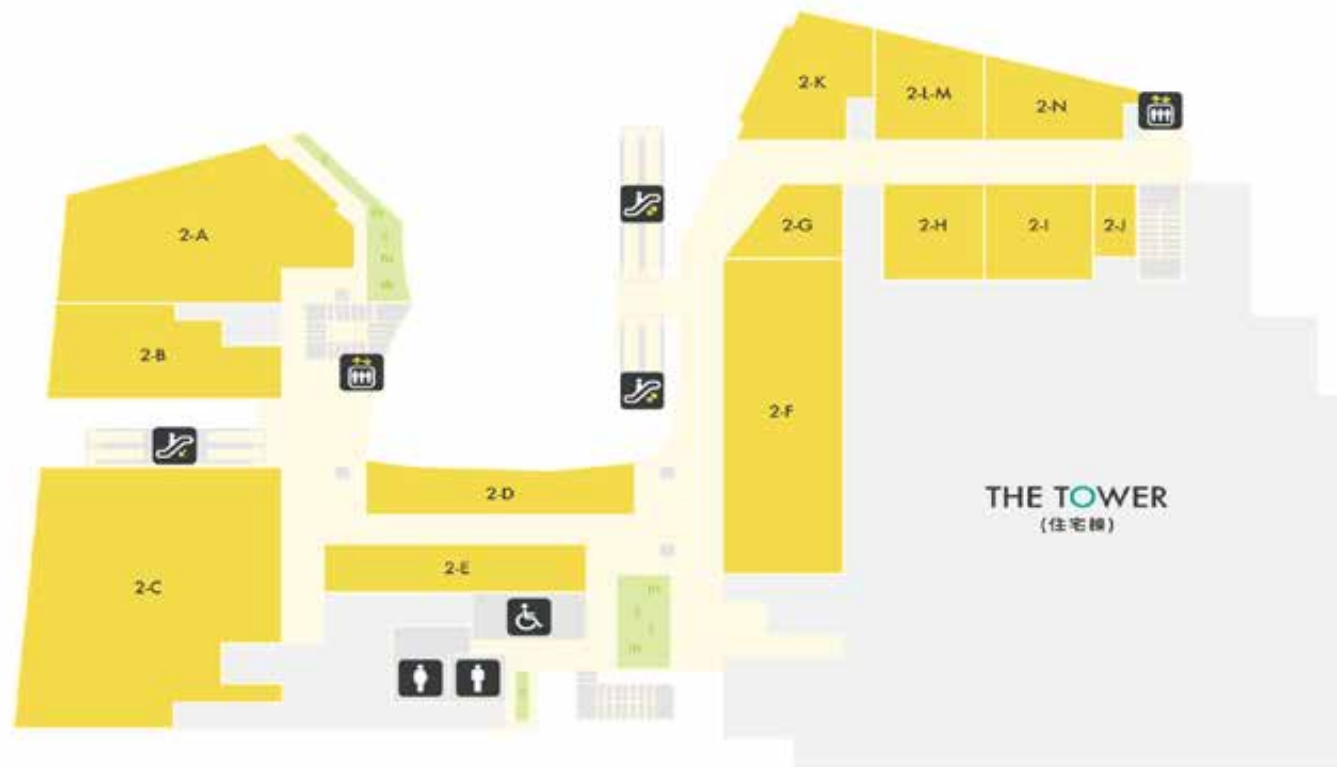 2-K
2-L-M
2-N
2-A
2-G
2-H
2-I
2-J
2-B
2-F
2-D
THE TOWER
(住宅棟)
2-E
2-C